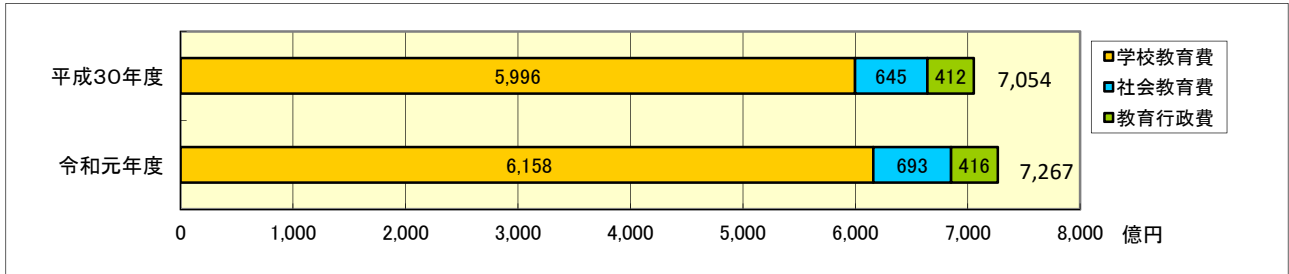 平成30年度
5,996
645
412
7,054
令和元年度
6,158
693
416
7,267
0
1,000
2,000
3,000
4,000
5,000
6,000
7,000
8,000
億円
学校教育費
社会教育費
教育行政費